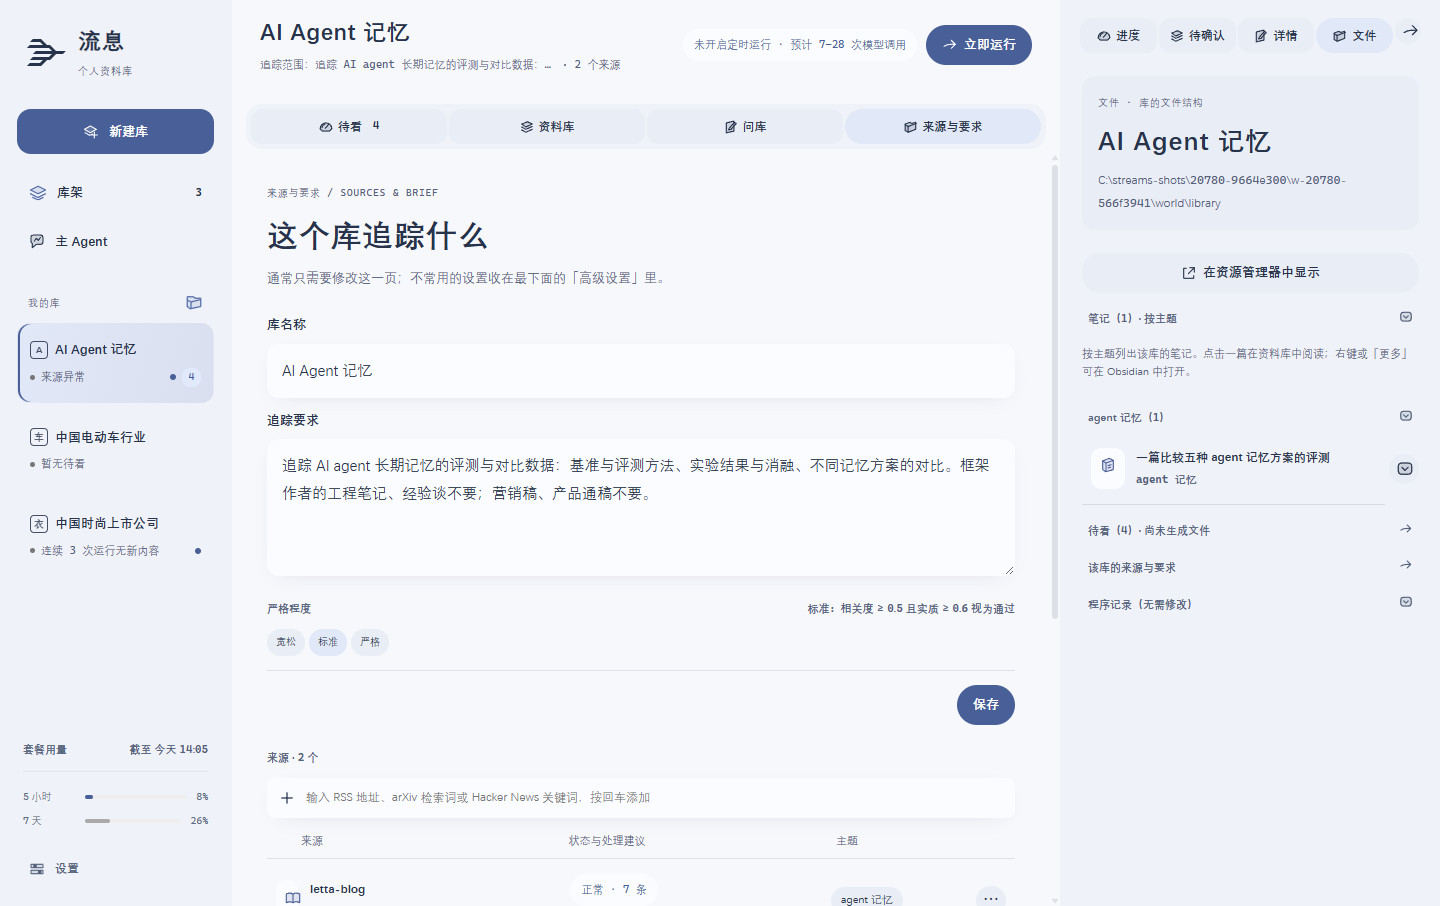 流息
个人资料库
新建库
库架 3
主 Agent
我的库
A AI Agent 记忆
来源异常 4
车 中国电动车行业
暂无待看
衣 中国时尚上市公司
连续 3 次运行无新内容
套餐用量 截至 今天 14:05
5 小时 8%
7 天 26%
设置
AI Agent 记忆
追踪范围: 追踪 AI agent 长期记忆的评测与对比数据: … · 2 个来源
未开启定时运行 · 预计 7–28 次模型调用
立即运行
待看 4
资料库
问库
来源与要求
来源与要求 / SOURCES & BRIEF
这个库追踪什么
通常只需要修改这一页；不常用的设置收在最下面的「高级设置」里。
库名称
AI Agent 记忆
追踪要求
追踪 AI agent 长期记忆的评测与对比数据：基准与评测方法、实验结果与消融、不同记忆方案的对比。框架
作者的工程笔记、经验谈不要；营销稿、产品通稿不要。
严格程度 标准：相关度 ≥ 0.5 且实质 ≥ 0.6 视为通过
宽松 标准 严格
保存
来源 · 2 个
输入 RSS 地址、arXiv 检索词或 Hacker News 关键词，按回车添加
来源 状态与处理建议 主题
letta-blog 正常 · 7 条 agent 记忆
进度 待确认 详情 文件
文件 · 库的文件结构
AI Agent 记忆
C:\streams-shots\20780-9664e300\w-20780-
566f3941\world\library
在资源管理器中显示
笔记（1）· 按主题
按主题列出该库的笔记。点击一篇在资料库中阅读；右键或「更多」
可在 Obsidian 中打开。
agent 记忆（1）
一篇比较五种 agent 记忆方案的评测
agent 记忆
待看（4）· 尚未生成文件
该库的来源与要求
程序记录（无需修改）